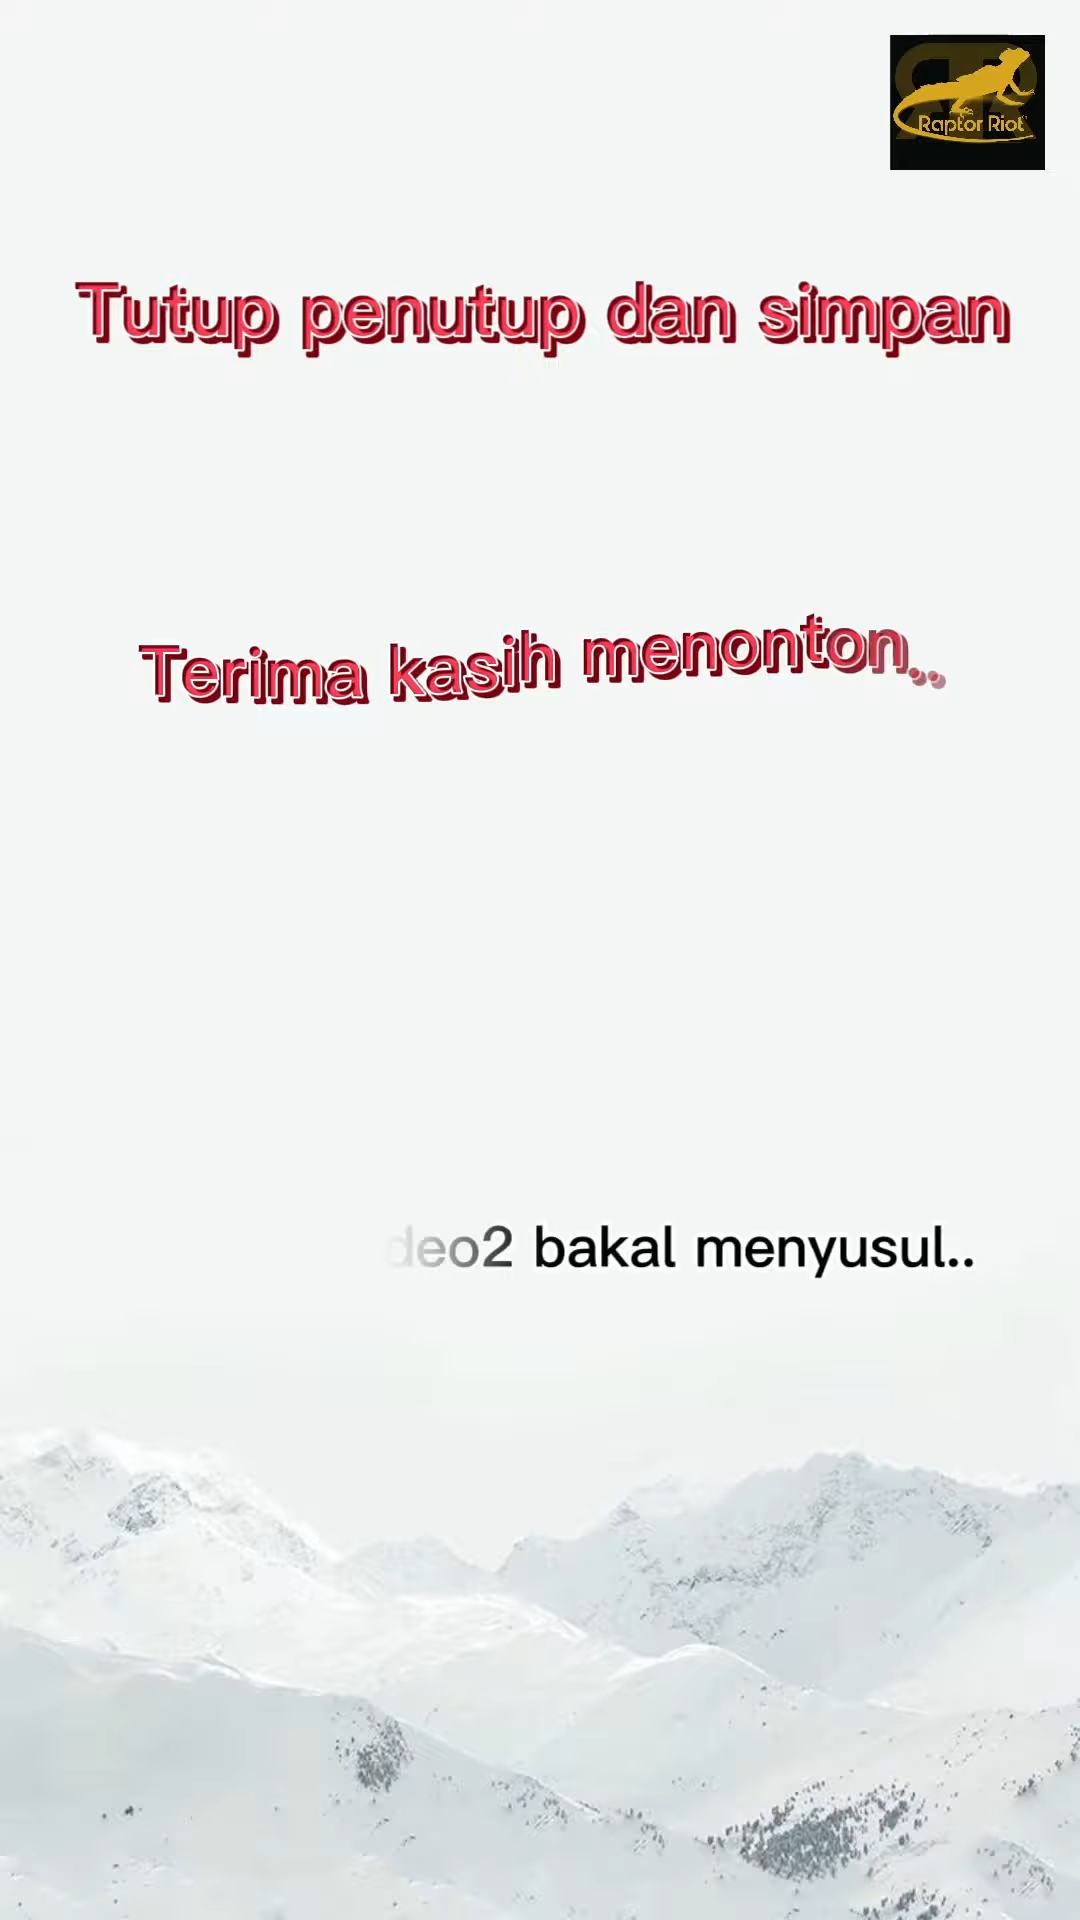 Raptor Riot
Tutup penutup dan simpan
Terima kasih menonton...
deo2 bakal menyusul..